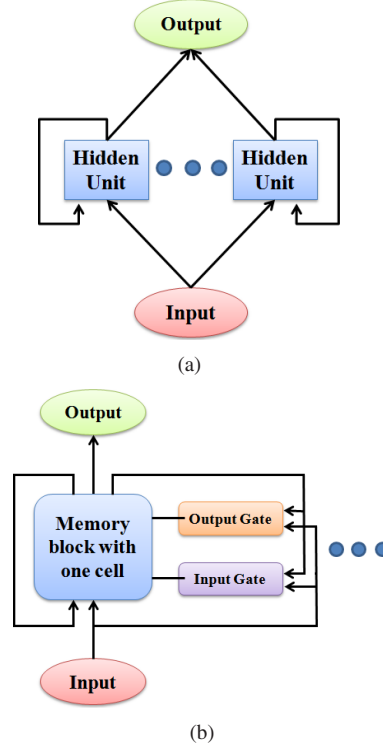 Output
Hidden
Unit
Hidden
Unit
Input
(a)
Output
Memory
block with
one cell
Output Gate
Input Gate
Input
(b)